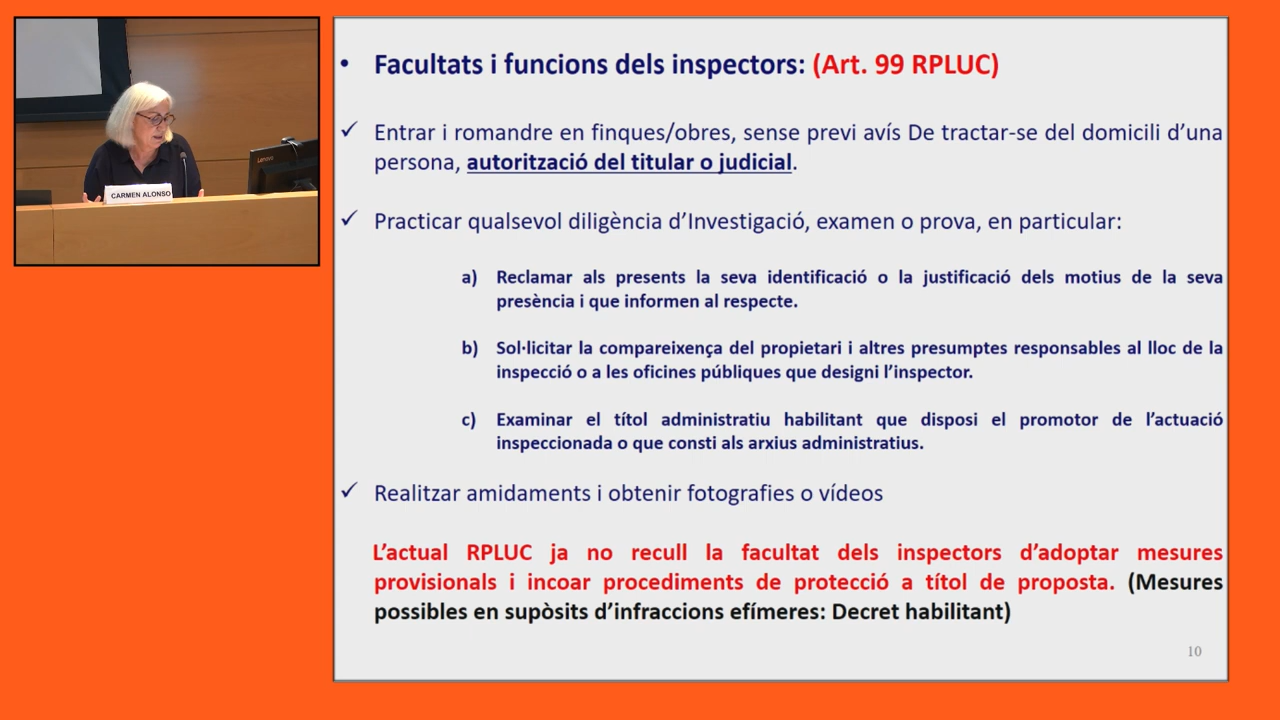 Lenovo
CARMEN ALONSO
• Facultats i funcions dels inspectors: (Art. 99 RPLUC)
✓ Entrar i romandre en finques/obres, sense previ avís De tractar-se del domicili d’una
persona, autorització del titular o judicial.
✓ Practicar qualsevol diligència d’Investigació, examen o prova, en particular:
a) Reclamar als presents la seva identificació o la justificació dels motius de la seva
presència i que informen al respecte.
b) Sol·licitar la compareixença del propietari i altres presumptes responsables al lloc de la
inspecció o a les oficines públiques que designi l’inspector.
c) Examinar el títol administratiu habilitant que disposi el promotor de l’actuació
inspeccionada o que consti als arxius administratius.
✓ Realitzar amidaments i obtenir fotografies o vídeos
L’actual RPLUC ja no recull la facultat dels inspectors d’adoptar mesures
provisionals i incoar procediments de protecció a títol de proposta. (Mesures
possibles en supòsits d’infraccions efímeres: Decret habilitant)
10